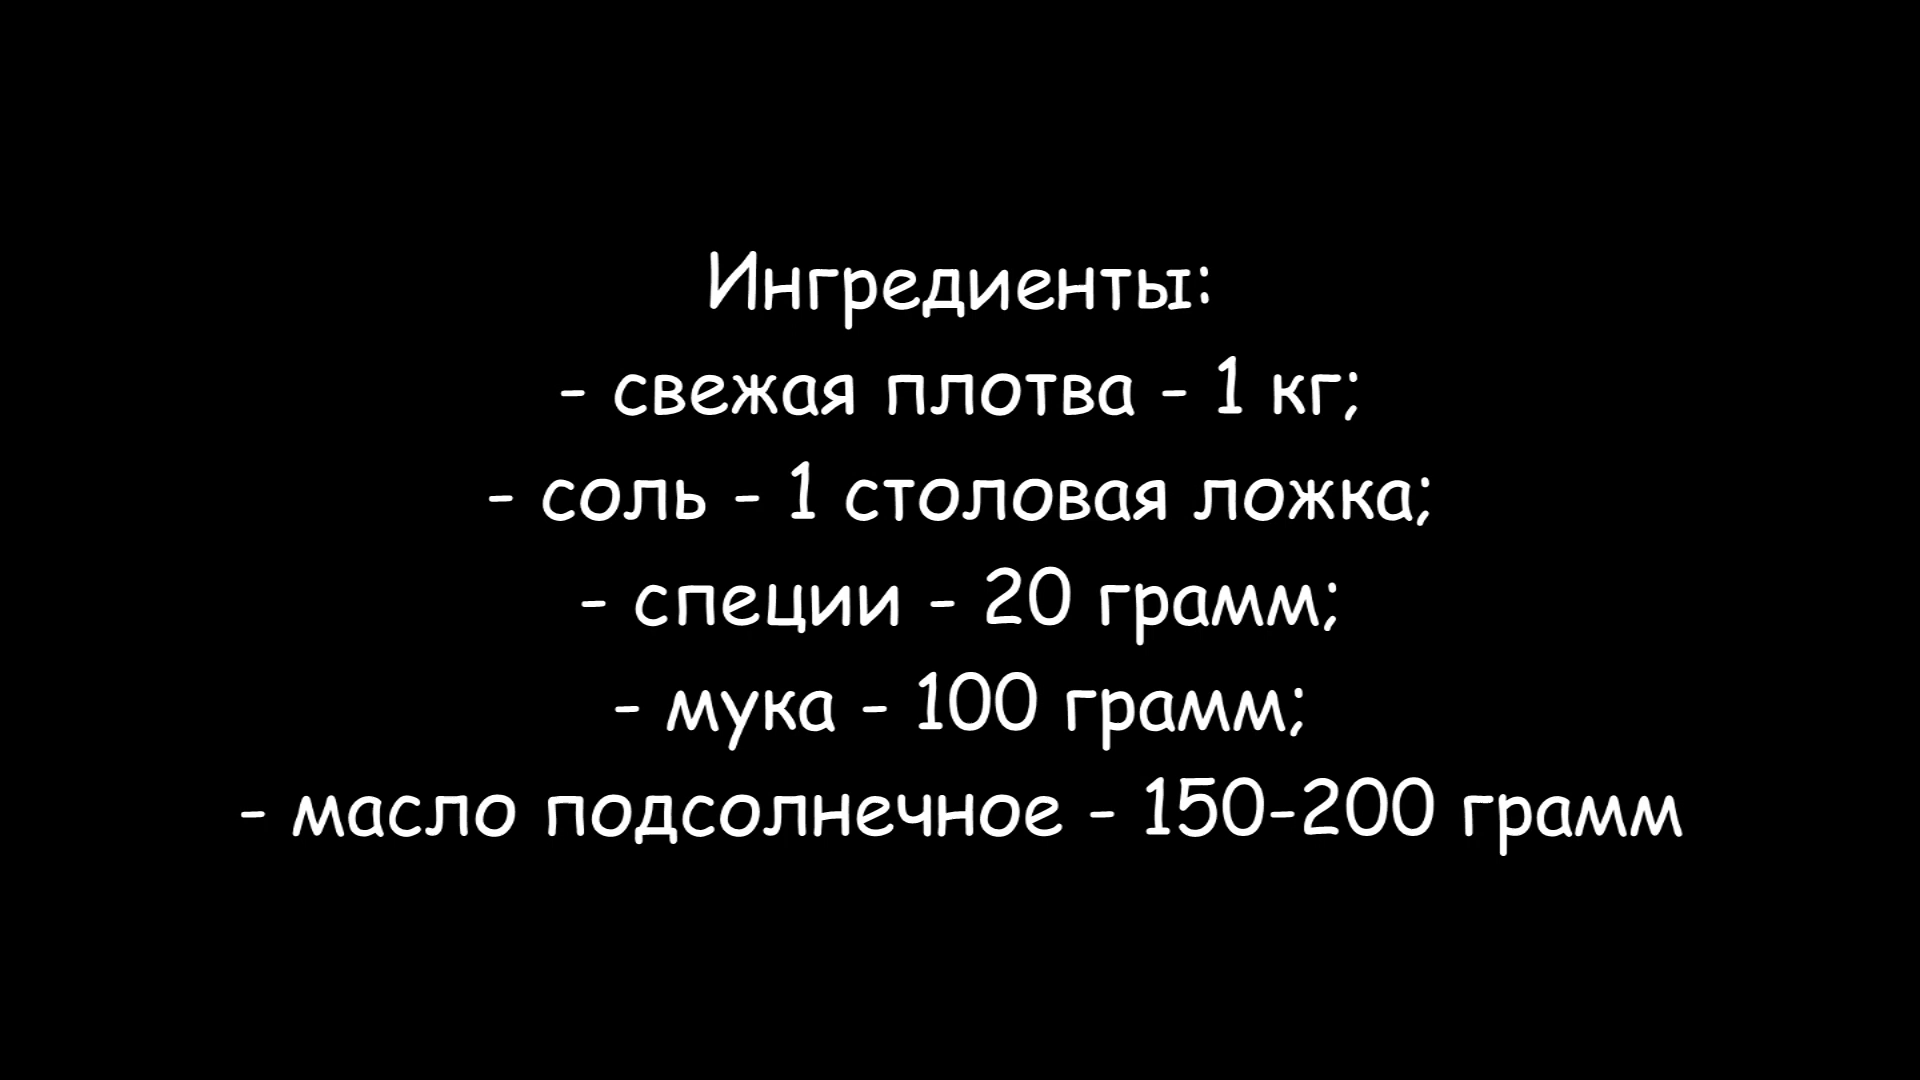 Ингредиенты:
- свежая плотва - 1 кг;
- соль - 1 столовая ложка;
- специи - 20 грамм;
- мука - 100 грамм;
- масло подсолнечное - 150-200 грамм